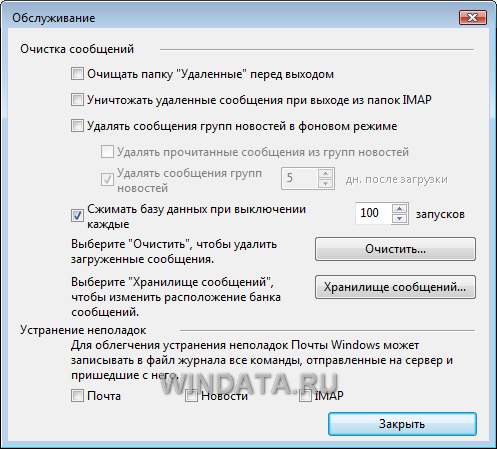 Обслуживание
Очистка сообщений
Очищать папку "Удаленные" перед выходом
Уничтожать удаленные сообщения при выходе из папок IMAP
Удалять сообщения групп новостей в фоновом режиме
Удалять прочитанные сообщения из групп новостей
Удалять сообщения групп новостей 5 дн. после загрузки
Сжимать базу данных при выключении каждые 100 запусков
Выберите "Очистить", чтобы удалить
загруженные сообщения.
Очистить...
Выберите "Хранилище сообщений",
чтобы изменить расположение банка
сообщений.
Хранилище сообщений...
Устранение неполадок
Для облегчения устранения неполадок Почты Windows может
записывать в файл журнала все команды, отправленные на сервер и
пришедшие с него.
WINDATA.RU
Почта Новости IMAP
Закрыть